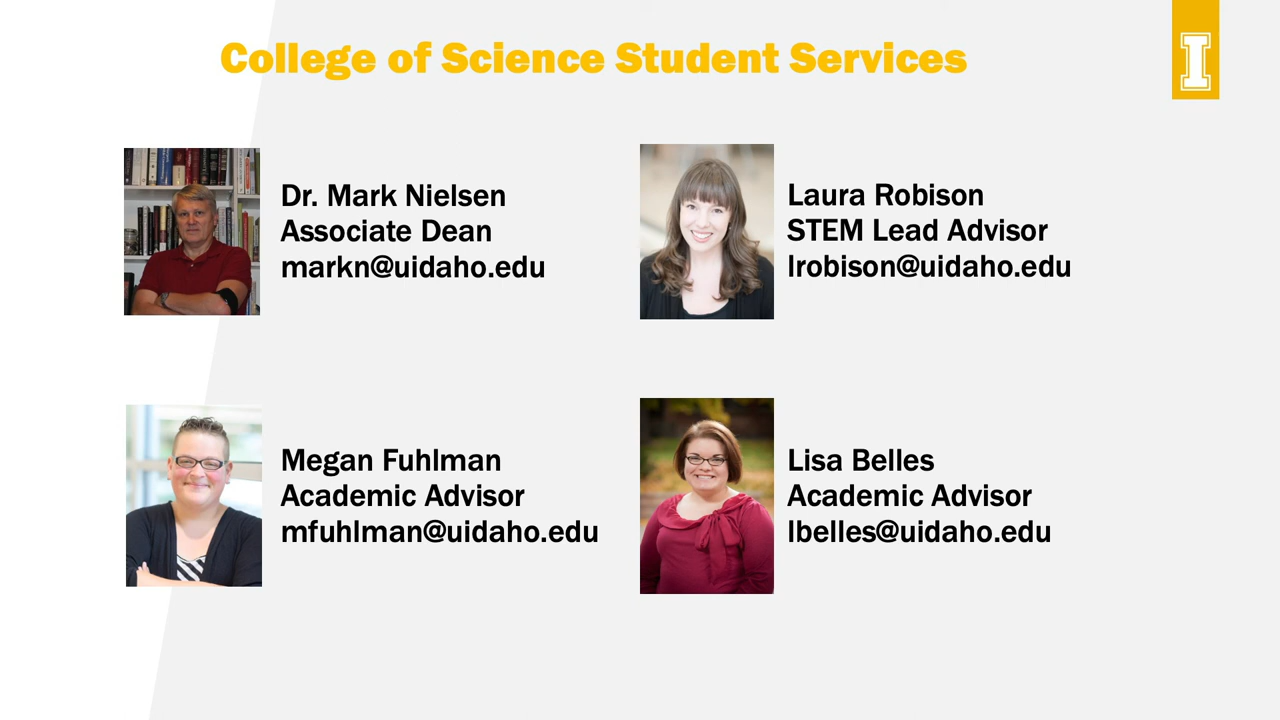 College of Science Student Services
I
Dr. Mark Nielsen
Associate Dean
markn@uidaho.edu
Laura Robison
STEM Lead Advisor
lrobison@uidaho.edu
Megan Fuhlman
Academic Advisor
mfuhlman@uidaho.edu
Lisa Belles
Academic Advisor
lbelles@uidaho.edu